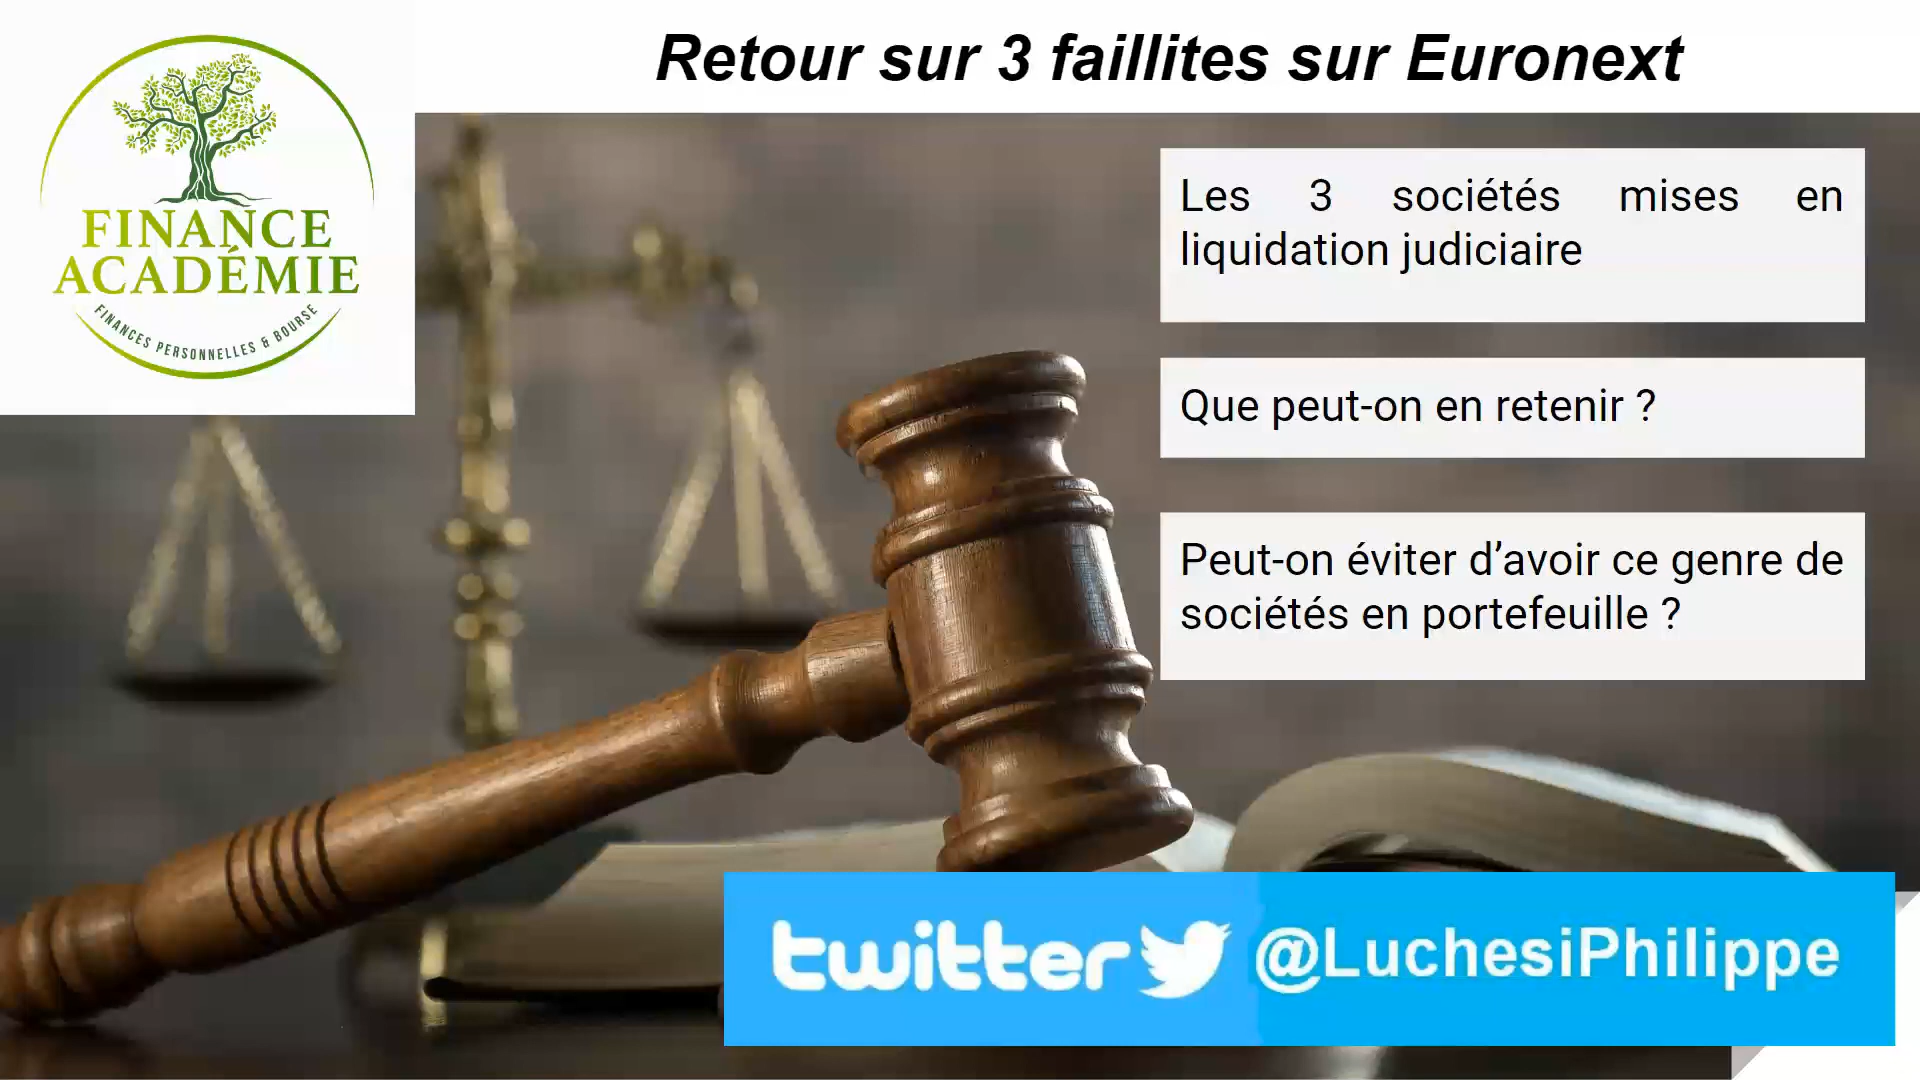 Retour sur 3 faillites sur Euronext
FINANCE
ACADÉMIE
FINANCES PERSONNELLES & BOURSE
Les 3 sociétés mises en
liquidation judiciaire
Que peut-on en retenir ?
Peut-on éviter d’avoir ce genre de
sociétés en portefeuille ?
twitter @LuchesiPhilippe